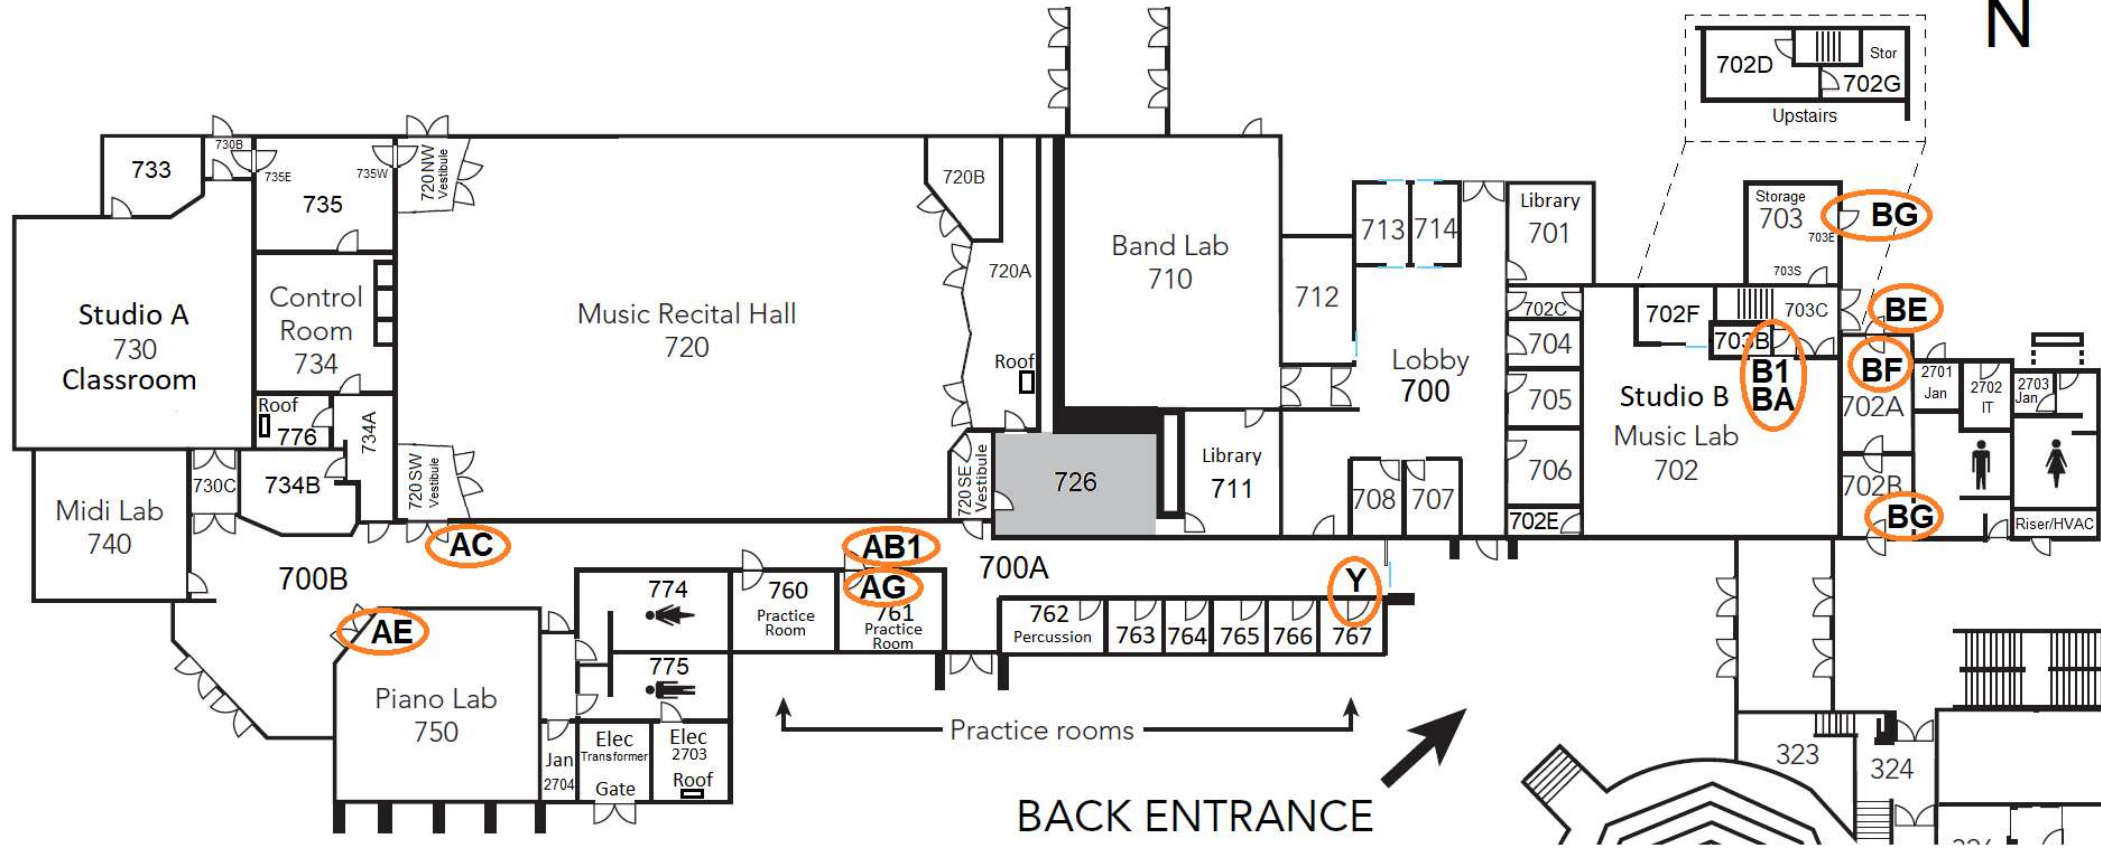 N
702D
Stor
702G
Upstairs
733
730B
735E
735W
735
720NW
Vestibule
720B
Storage
703
703E
BG
703S
Library
701
713
714
Band Lab
710
720A
Studio A
730
Classroom
Control
Room
734
Music Recital Hall
720
712
702C
702F
703C
BE
703B
704
Lobby
700
Roof
B1
BA
BF
702A
Studio B
Music Lab
702
705
2701
Jan
2702
IT
2703
Jan
Roof
776
734A
706
Library
711
726
720SW
Vestibule
720SE
Vestibule
730C
734B
708
707
702B
BG
702E
Riser/HVAC
Midi Lab
740
AC
AB1
700B
700A
Y
774
760
Practice
Room
AG
761
Practice
Room
762
Percussion
763
764
765
766
767
AE
775
Piano Lab
750
Practice rooms
Elec
Transformer
Gate
Elec
2703
Roof
Jan
2704
323
324
BACK ENTRANCE